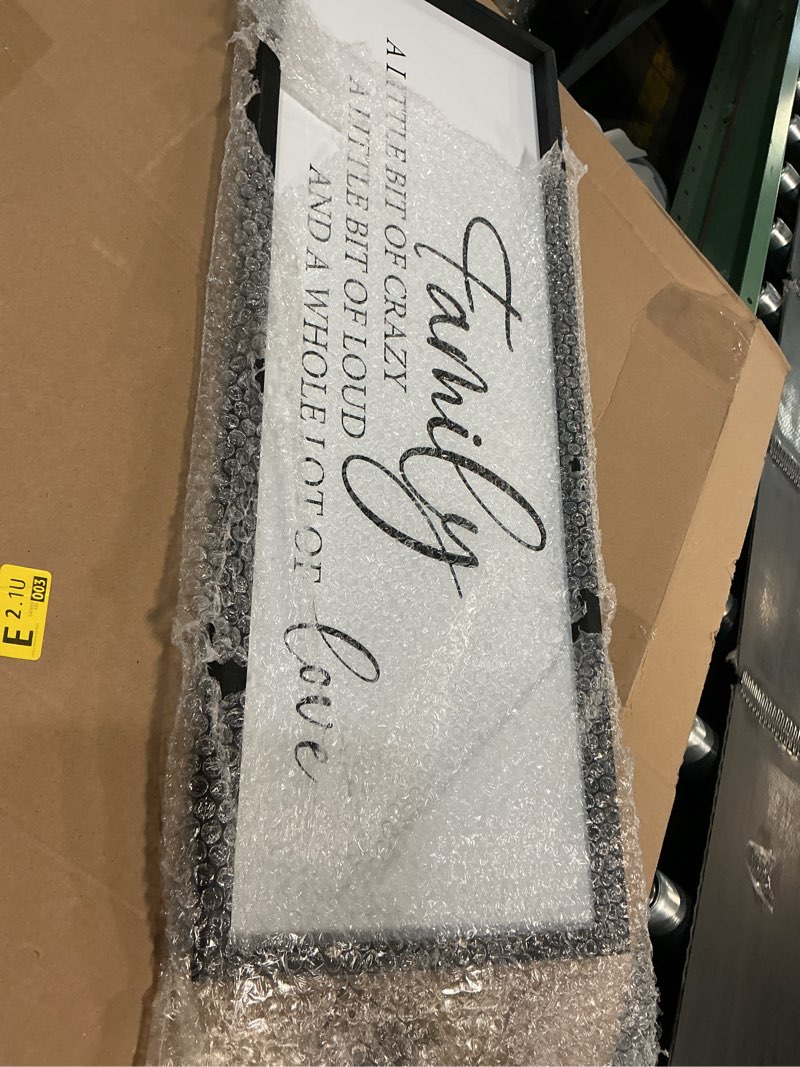 Family
A LITTLE BIT OF CRAZY
A LITTLE BIT OF LOUD
AND A WHOLE LOT OF love
E 2.1U
003